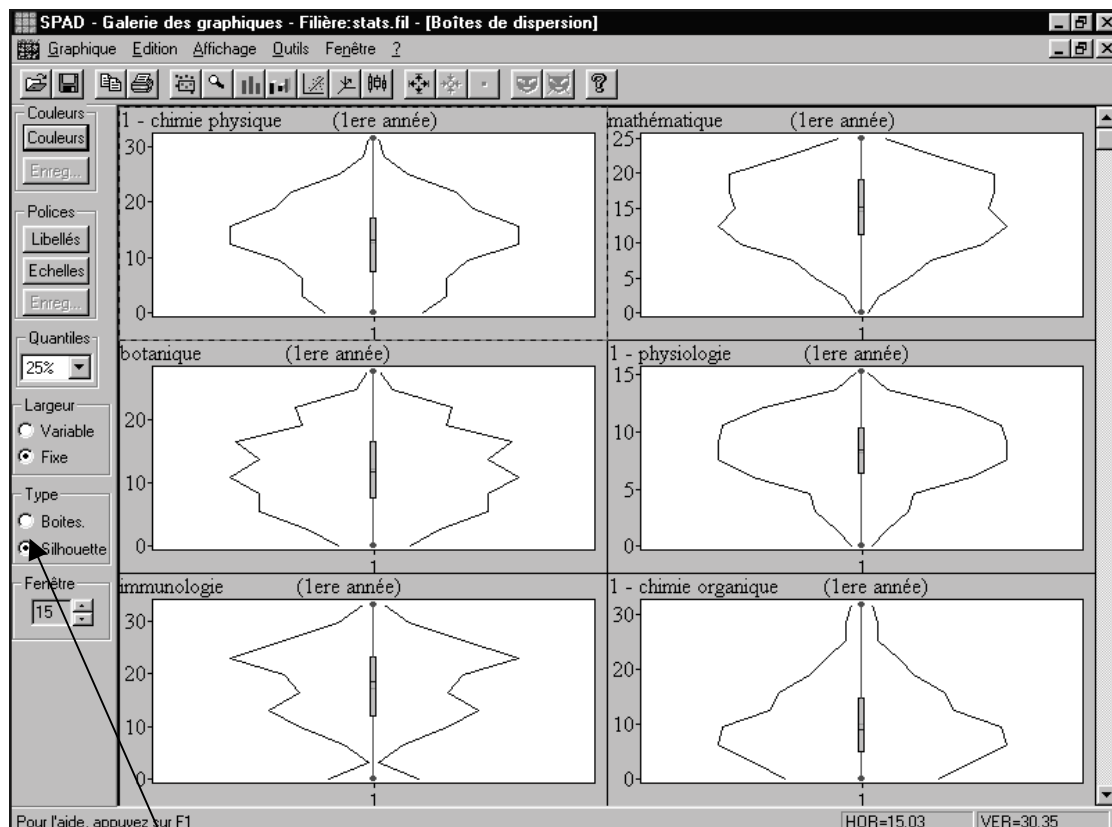 SPAD - Galerie des graphiques - Filière:stats.fil - [Boîtes de dispersion]
Graphique Edition Affichage Outils Fenêtre ?
Couleurs
Couleurs
Enreg...
Polices
Libellés
Echelles
Enreg...
Quantiles
25%
Largeur
Variable
Fixe
Type
Boites.
Silhouette
Fenêtre
15
1 - chimie physique (1ere année)
30
20
10
0
1
mathématique (1ere année)
25
20
15
10
5
0
1
botanique (1ere année)
20
10
0
1
1 - physiologie (1ere année)
15
10
5
0
1
immunologie (1ere année)
30
20
10
0
1
1 - chimie organique (1ere année)
30
20
10
0
1
Pour l'aide, appuyez sur F1
HOR=15.03 VER=30.35